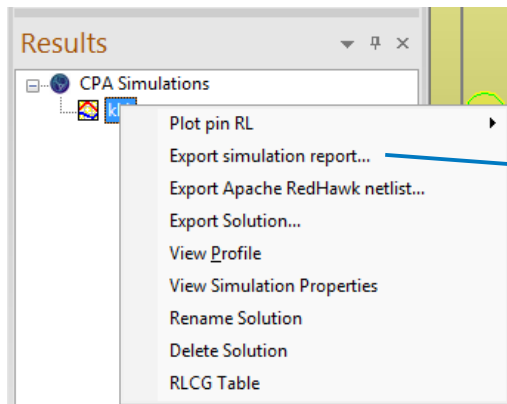 Results
CPA Simulations
Plot pin RL
Export simulation report...
Export Apache RedHawk netlist...
Export Solution...
View Profile
View Simulation Properties
Rename Solution
Delete Solution
RLCG Table